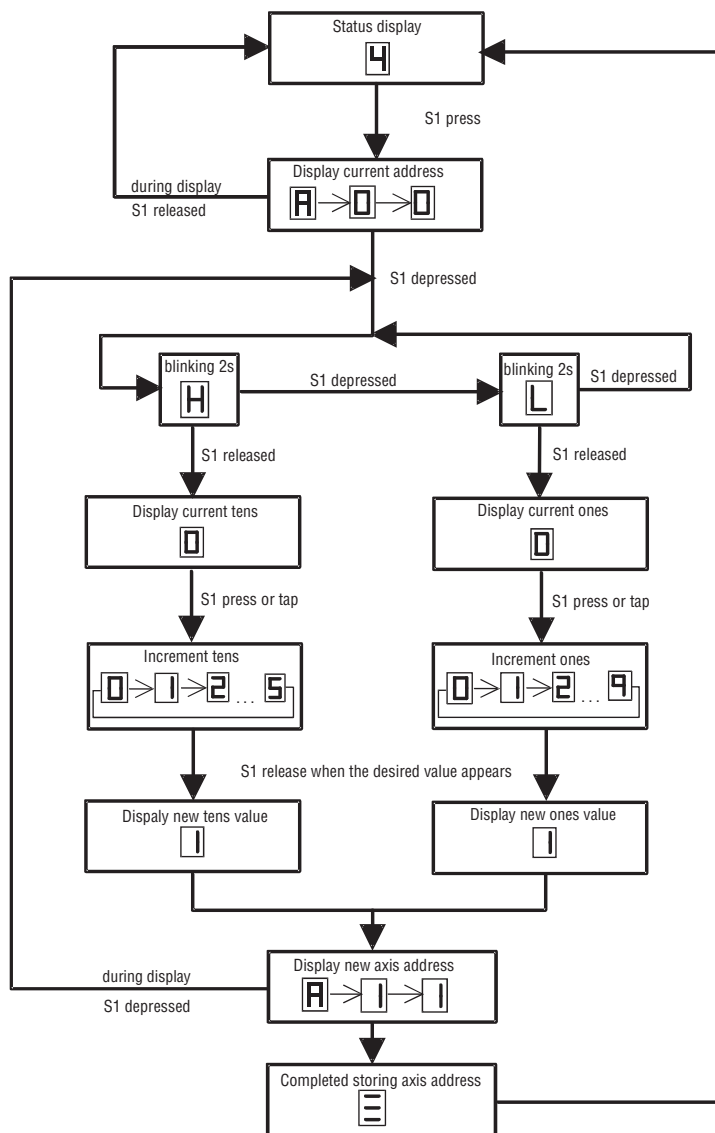 Status display
4
S1 press
Display current address
A 0 0
during display
S1 released
S1 depressed
blinking 2s
H
S1 depressed
blinking 2s
L
S1 depressed
S1 released
S1 released
Display current tens
0
Display current ones
0
S1 press or tap
S1 press or tap
Increment tens
0 1 2 ... 5
Increment ones
0 1 2 ... 9
S1 release when the desired value appears
Dispaly new tens value
1
Display new ones value
1
Display new axis address
A 1 1
during display
S1 depressed
Completed storing axis address